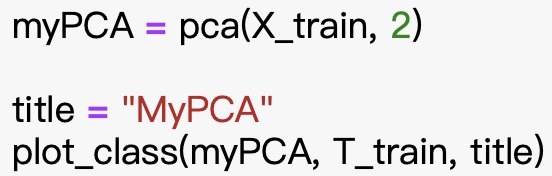 myPCA = pca(X_train, 2)
title = "MyPCA"
plot_class(myPCA, T_train, title)